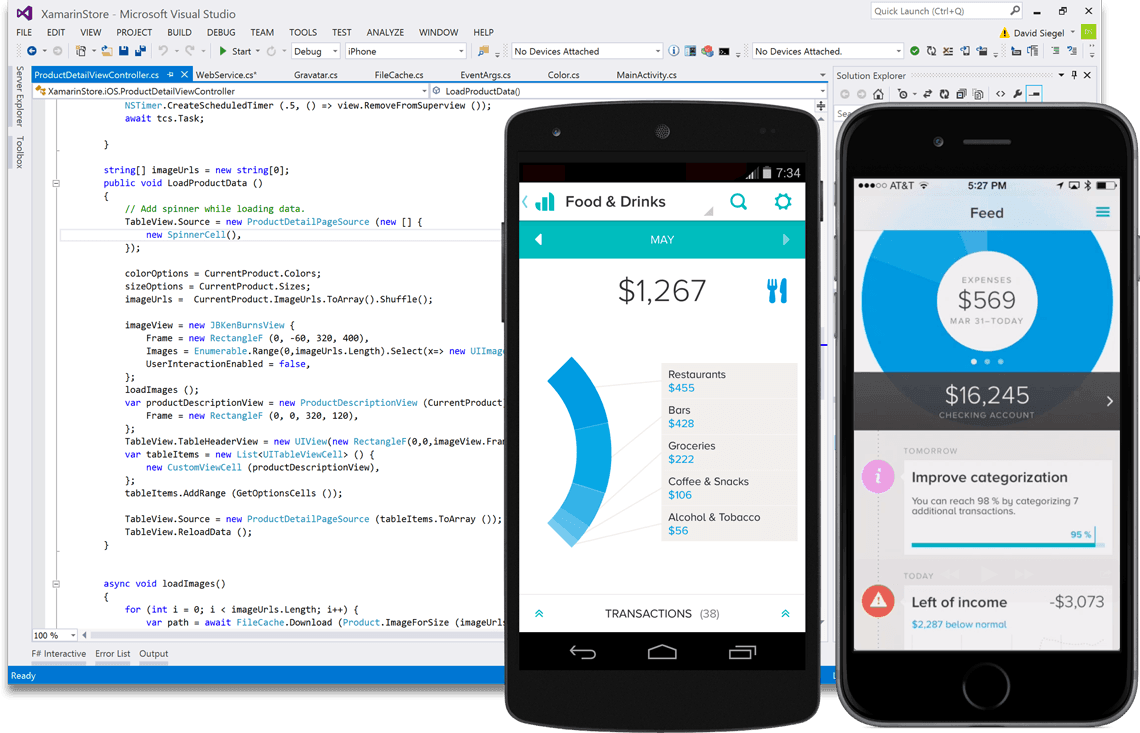 XamarinStore - Microsoft Visual Studio
Quick Launch (Ctrl+Q)
FILE EDIT VIEW PROJECT BUILD DEBUG TEAM TOOLS TEST ANALYZE WINDOW HELP
David Siegel
Start Debug iPhone No Devices Attached No Devices Attached.
Server Explorer
Toolbox
ProductDetailViewController.cs WebService.cs* Gravatar.cs FileCache.cs EventArgs.cs Color.cs MainActivity.cs
Solution Explorer
XamarinStore.iOS.ProductDetailViewController LoadProductData()
NSTimer.CreateScheduledTimer (.5, () => view.RemoveFromSuperview ());
await tcs.Task;
}
string[] imageUrls = new string[0];
public void LoadProductData ()
{
// Add spinner while loading data.
TableView.Source = new ProductDetailPageSource (new [] {
new SpinnerCell(),
});
colorOptions = CurrentProduct.Colors;
sizeOptions = CurrentProduct.Sizes;
imageUrls = CurrentProduct.ImageUrls.ToArray().Shuffle();
imageView = new JBKenBurnsView {
Frame = new RectangleF (0, -60, 320, 400),
Images = Enumerable.Range(0,imageUrls.Length).Select(x=> new UIImage
UserInteractionEnabled = false,
};
loadImages ();
var productDescriptionView = new ProductDescriptionView (CurrentProduct
Frame = new RectangleF (0, 0, 320, 120),
};
TableView.TableHeaderView = new UIView(new RectangleF(0,0,imageView.Fram
var tableItems = new List<UITableViewCell> () {
new CustomViewCell (productDescriptionView),
};
tableItems.AddRange (GetOptionsCells ());
TableView.Source = new ProductDetailPageSource (tableItems.ToArray ());
TableView.ReloadData ();
}
async void loadImages()
{
for (int i = 0; i < imageUrls.Length; i++) {
var path = await FileCache.Download (Product.ImageForSize (imageUrls
100 %
F# Interactive Error List Output
Ready
7:34
Food & Drinks
MAY
$1,267
Restaurants
$455
Bars
$428
Groceries
$222
Coffee & Snacks
$106
Alcohol & Tobacco
$56
TRANSACTIONS (38)
AT&T 5:27 PM
Feed
EXPENSES
$569
MAR 31–TODAY
$16,245
CHECKING ACCOUNT
TOMORROW
Improve categorization
You can reach 98 % by categorizing 7
additional transactions.
95 %
TODAY
Left of income -$3,073
$2,287 below normal